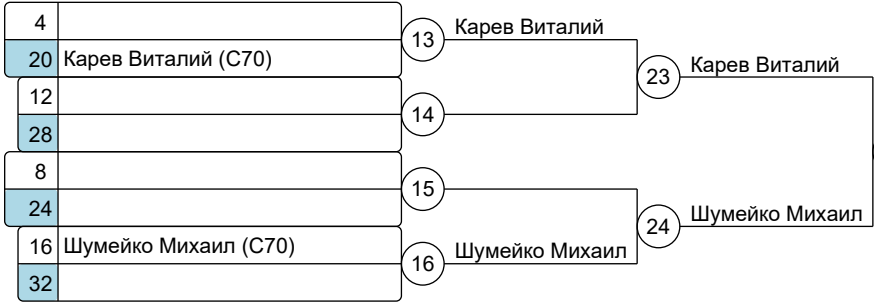 4
13 Карев Виталий
20 Карев Виталий (С70)
23 Карев Виталий
12
14
28
8
15
24
24 Шумейко Михаил
16 Шумейко Михаил (С70)
16 Шумейко Михаил
32